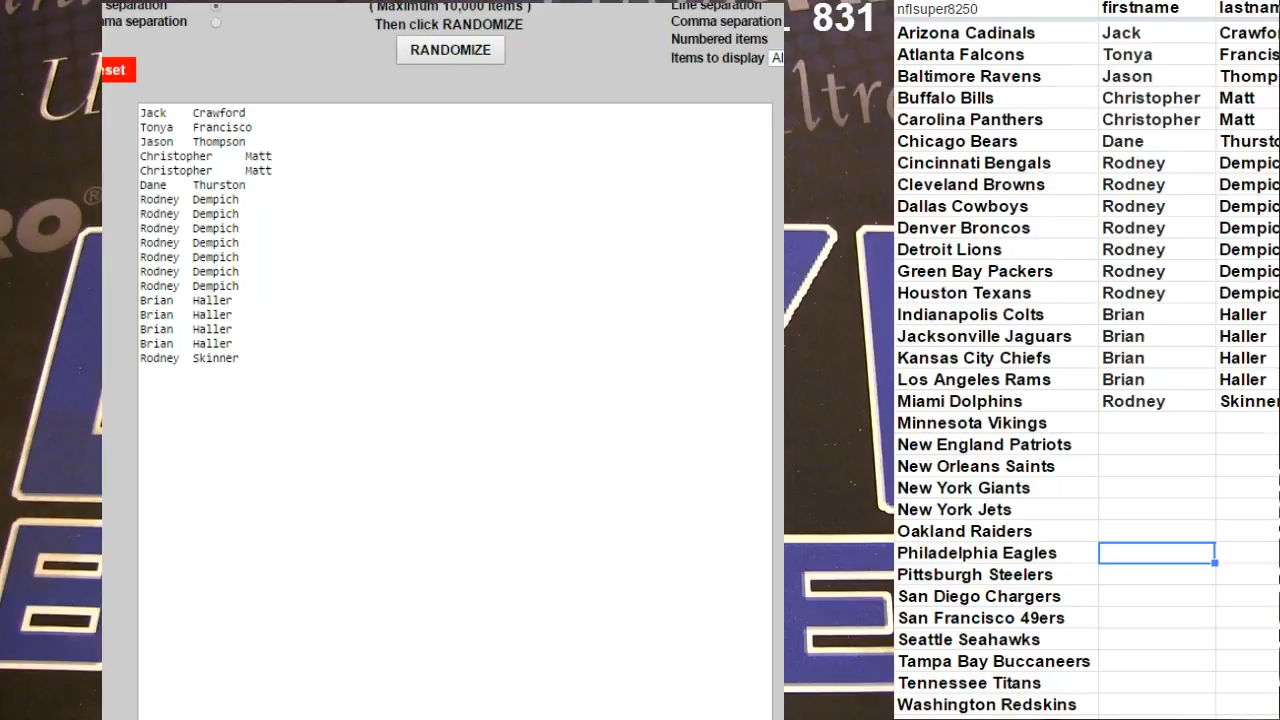 separation
( Maximum 10,000 items )
Line separation
comma separation
Then click RANDOMIZE
Comma separation
831
RANDOMIZE
Numbered items
Items to display
Jack Crawford
Tonya Francisco
Jason Thompson
Christopher Matt
Christopher Matt
Dane Thurston
Rodney Dempich
Rodney Dempich
Rodney Dempich
Rodney Dempich
Rodney Dempich
Rodney Dempich
Rodney Dempich
Brian Haller
Brian Haller
Brian Haller
Brian Haller
Rodney Skinner
nflsuper8250 firstname lastnam
Arizona Cadinals Jack Crawfo
Atlanta Falcons Tonya Francis
Baltimore Ravens Jason Thomp
Buffalo Bills Christopher Matt
Carolina Panthers Christopher Matt
Chicago Bears Dane Thursto
Cincinnati Bengals Rodney Dempic
Cleveland Browns Rodney Dempic
Dallas Cowboys Rodney Dempic
Denver Broncos Rodney Dempic
Detroit Lions Rodney Dempic
Green Bay Packers Rodney Dempic
Houston Texans Rodney Dempic
Indianapolis Colts Brian Haller
Jacksonville Jaguars Brian Haller
Kansas City Chiefs Brian Haller
Los Angeles Rams Brian Haller
Miami Dolphins Rodney Skinner
Minnesota Vikings
New England Patriots
New Orleans Saints
New York Giants
New York Jets
Oakland Raiders
Philadelphia Eagles
Pittsburgh Steelers
San Diego Chargers
San Francisco 49ers
Seattle Seahawks
Tampa Bay Buccaneers
Tennessee Titans
Washington Redskins